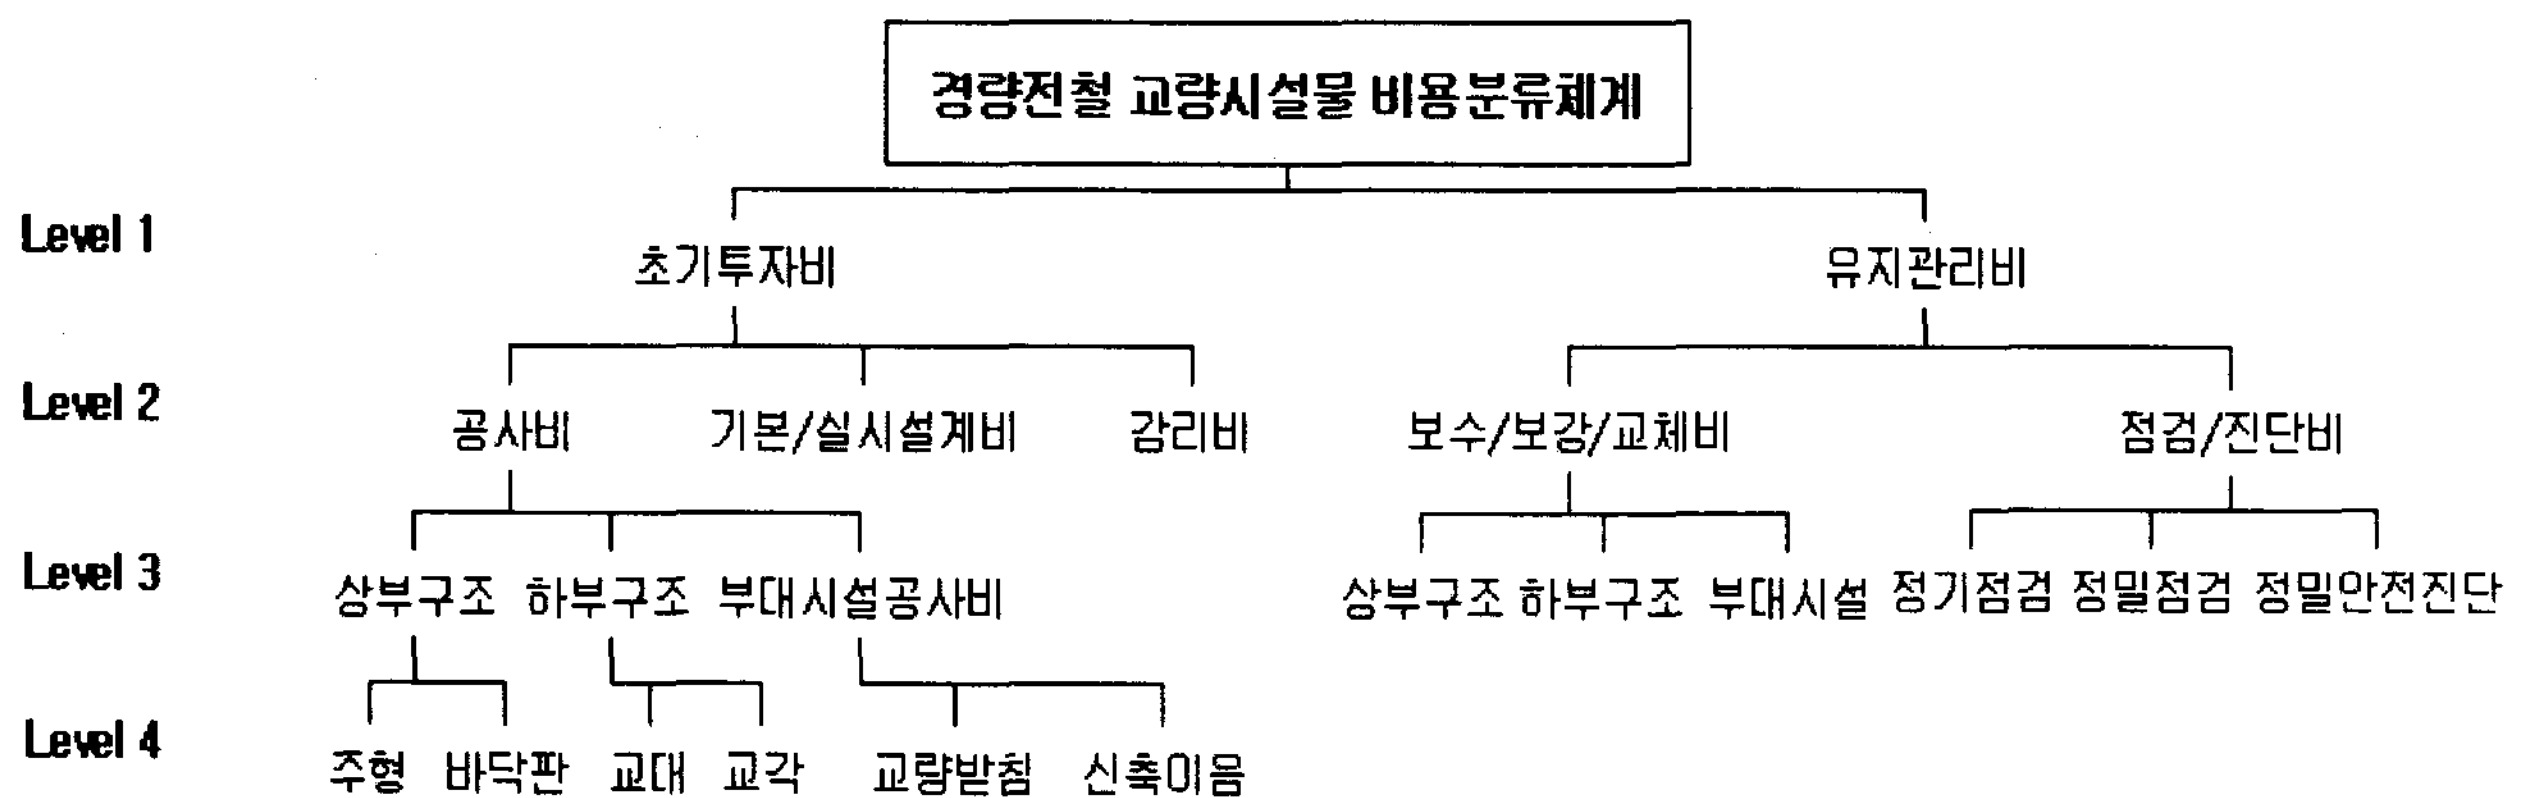 경량전철 교량시설물 비용분류체계
Level 1
초기투자비 유지관리비
Level 2
공사비 기본/실시설계비 감리비 보수/보강/교체비 점검/진단비
Level 3
상부구조 하부구조 부대시설공사비 상부구조 하부구조 부대시설 정기점검 정밀점검 정밀안전진단
Level 4
주형 바닥판 교대 교각 교량받침 신축이음